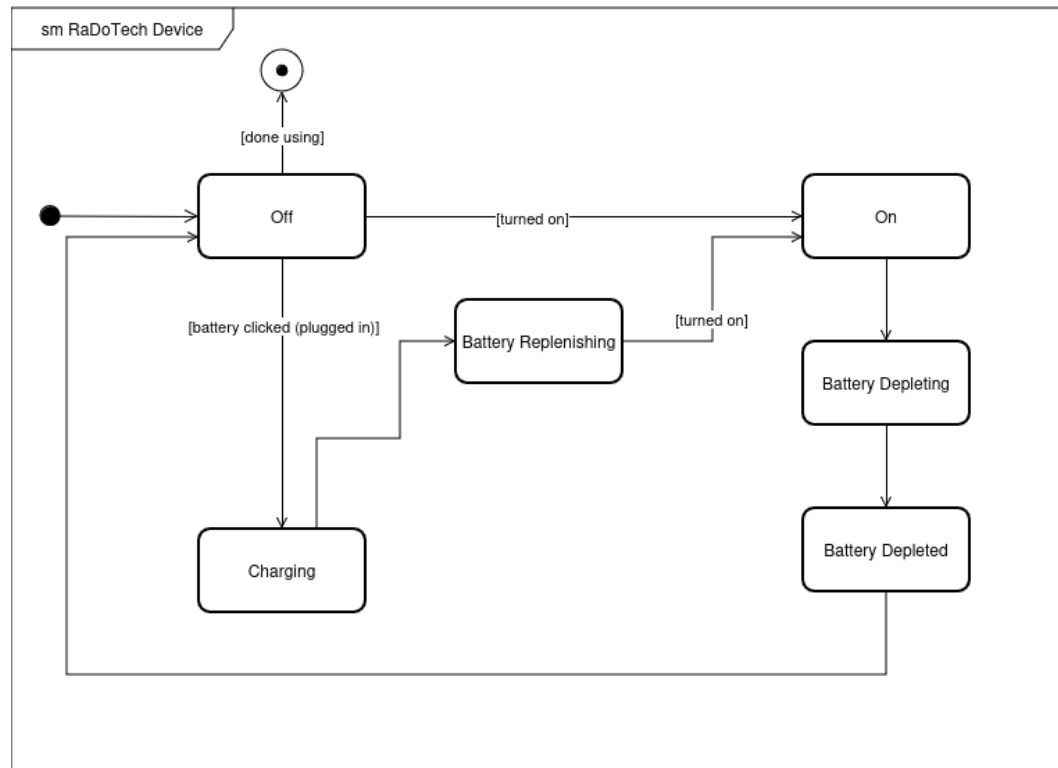 sm RaDoTech Device
[done using]
Off
[turned on]
On
[battery clicked (plugged in)]
Battery Replenishing
[turned on]
Battery Depleting
Charging
Battery Depleted